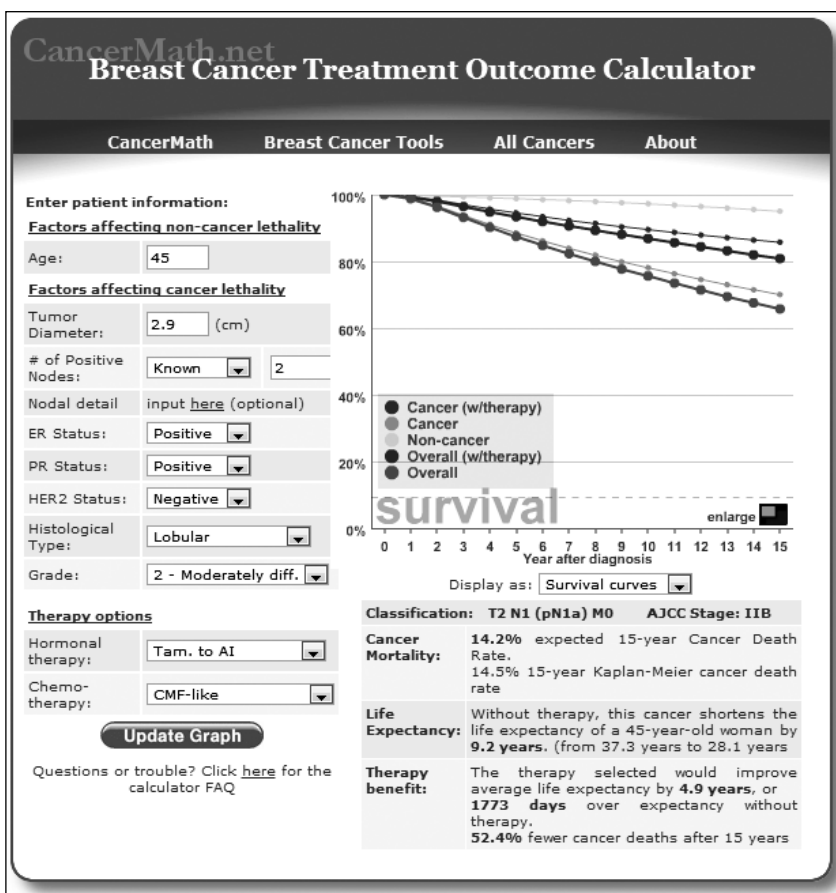 CancerMath.net
Breast Cancer Treatment Outcome Calculator
CancerMath Breast Cancer Tools All Cancers About
Enter patient information:
Factors affecting non-cancer lethality
Age: 45
Factors affecting cancer lethality
Tumor
Diameter: 2.9 (cm)
# of Positive
Nodes: Known 2
Nodal detail input here (optional)
ER Status: Positive
PR Status: Positive
HER2 Status: Negative
Histological
Type: Lobular
Grade: 2 - Moderately diff.
Therapy options
Hormonal
therapy: Tam. to AI
Chemo-
therapy: CMF-like
Update Graph
Questions or trouble? Click here for the
calculator FAQ
100%
80%
60%
40%
20%
0%
Cancer (w/therapy)
Cancer
Non-cancer
Overall (w/therapy)
Overall
survival
enlarge
0 1 2 3 4 5 6 7 8 9 10 11 12 13 14 15
Year after diagnosis
Display as: Survival curves
Classification: T2 N1 (pN1a) M0 AJCC Stage: IIB
Cancer
Mortality:
14.2% expected 15-year Cancer Death
Rate.
14.5% 15-year Kaplan-Meier cancer death
rate
Life
Expectancy:
Without therapy, this cancer shortens the
life expectancy of a 45-year-old woman by
9.2 years. (from 37.3 years to 28.1 years
Therapy
benefit:
The therapy selected would improve
average life expectancy by 4.9 years, or
1773 days over expectancy without
therapy.
52.4% fewer cancer deaths after 15 years